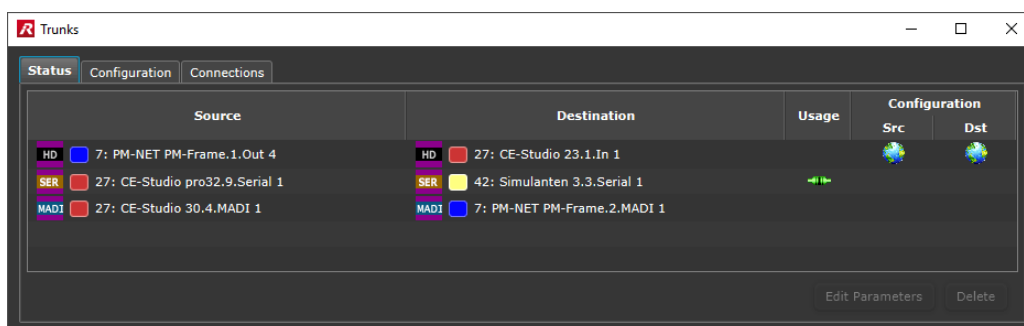 R Trunks
Status Configuration Connections
Source Destination Usage Configuration
Src Dst
HD 7: PM-NET PM-Frame.1.Out 4 HD 27: CE-Studio 23.1.In 1
SER 27: CE-Studio pro32.9.Serial 1 SER 42: Simulanten 3.3.Serial 1
MADI 27: CE-Studio 30.4.MADI 1 MADI 7: PM-NET PM-Frame.2.MADI 1
Edit Parameters Delete